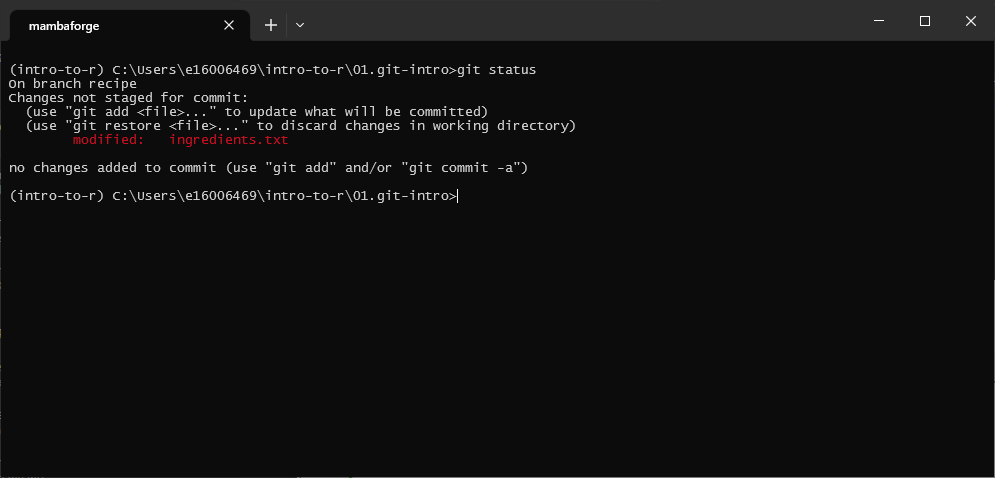 mambaforge
(intro-to-r) C:\Users\e16006469\intro-to-r\01.git-intro>git status
On branch recipe
Changes not staged for commit:
  (use "git add <file>..." to update what will be committed)
  (use "git restore <file>..." to discard changes in working directory)
        modified:   ingredients.txt

no changes added to commit (use "git add" and/or "git commit -a")

(intro-to-r) C:\Users\e16006469\intro-to-r\01.git-intro>